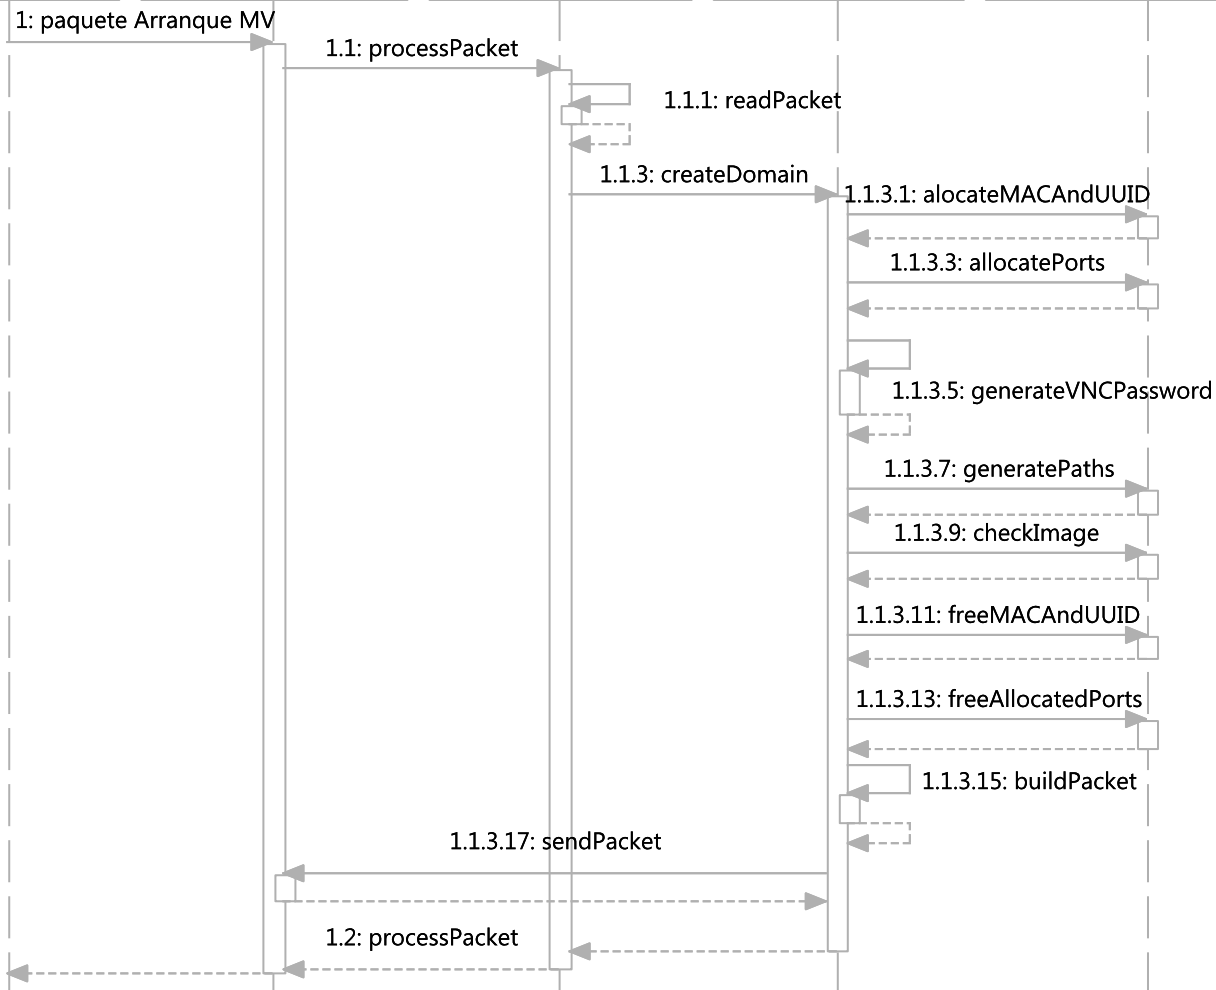 1: paquete Arranque MV
1.1: processPacket
1.1.1: readPacket
1.1.3: createDomain
1.1.3.1: alocateMACAndUUID
1.1.3.3: allocatePorts
1.1.3.5: generateVNCPassword
1.1.3.7: generatePaths
1.1.3.9: checkImage
1.1.3.11: freeMACAndUUID
1.1.3.13: freeAllocatedPorts
1.1.3.15: buildPacket
1.1.3.17: sendPacket
1.2: processPacket